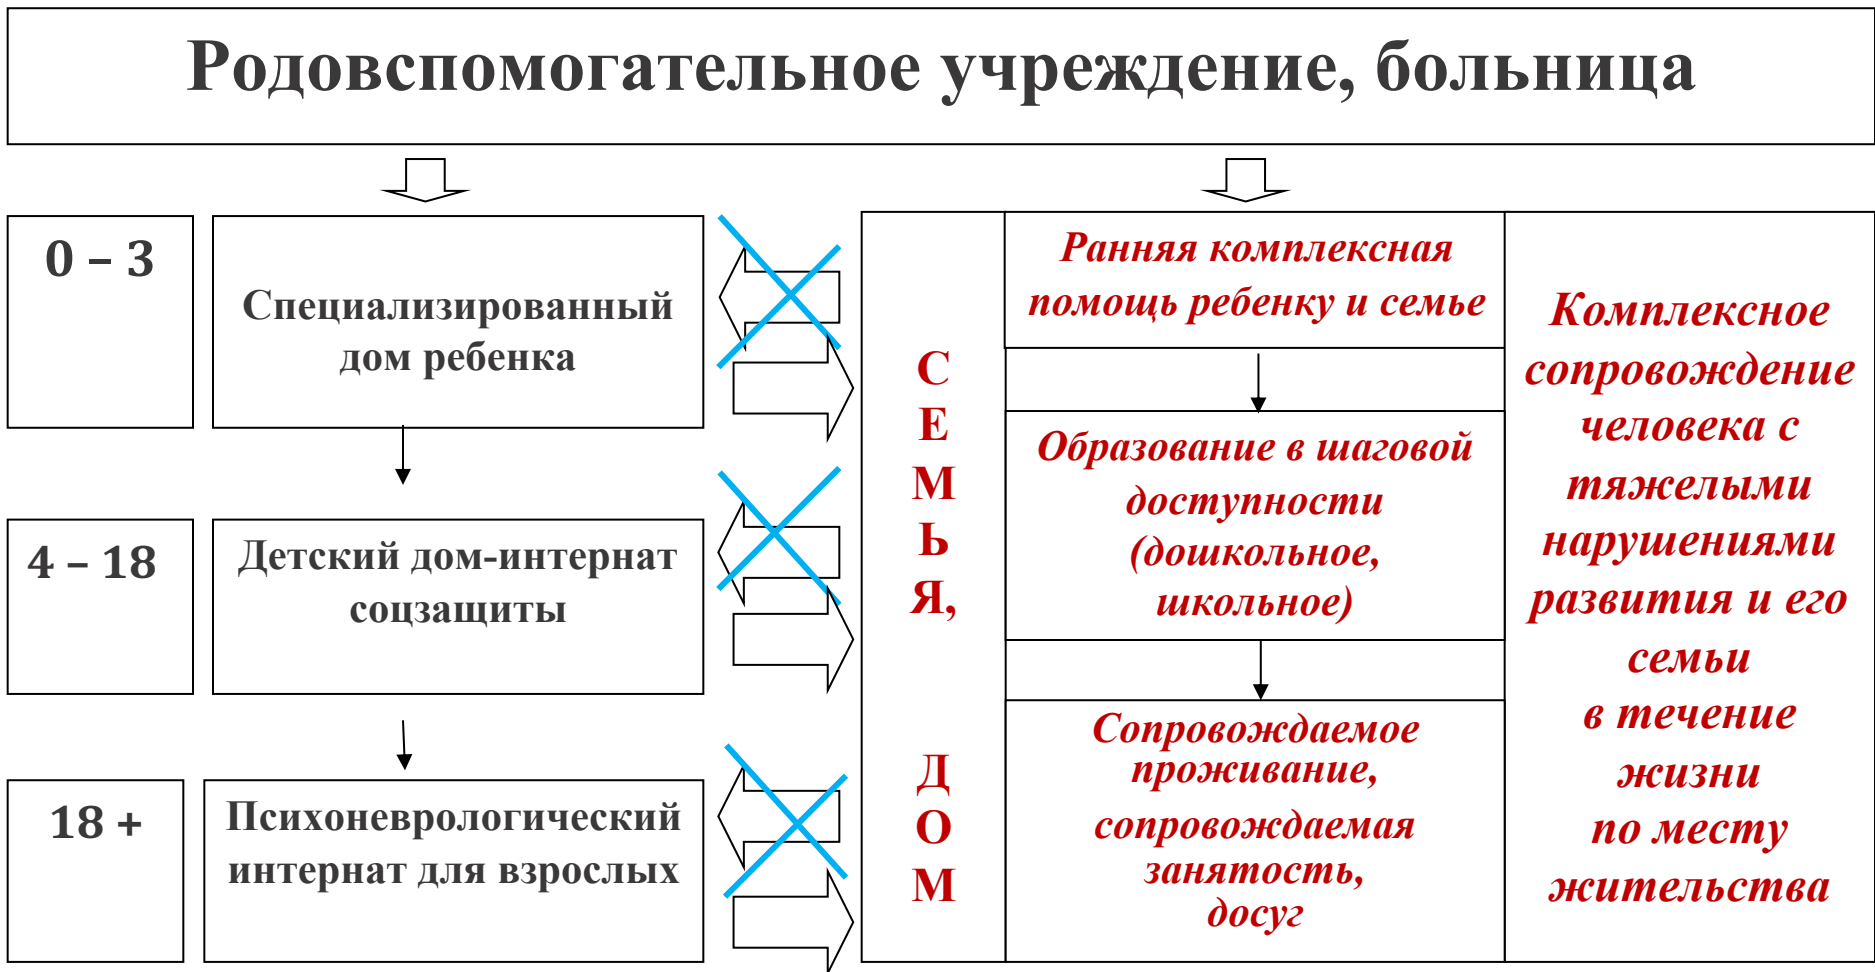 Родовспомогательное учреждение, больница
0 – 3
Специализированный
дом ребенка
4 – 18
Детский дом-интернат
соцзащиты
18 +
Психоневрологический
интернат для взрослых
С
Е
М
Ь
Я,
Д
О
М
Ранняя комплексная
помощь ребенку и семье
Образование в шаговой
доступности
(дошкольное,
школьное)
Сопровождаемое
проживание,
сопровождаемая
занятость,
досуг
Комплексное
сопровождение
человека с
тяжелыми
нарушениями
развития и его
семьи
в течение
жизни
по месту
жительства